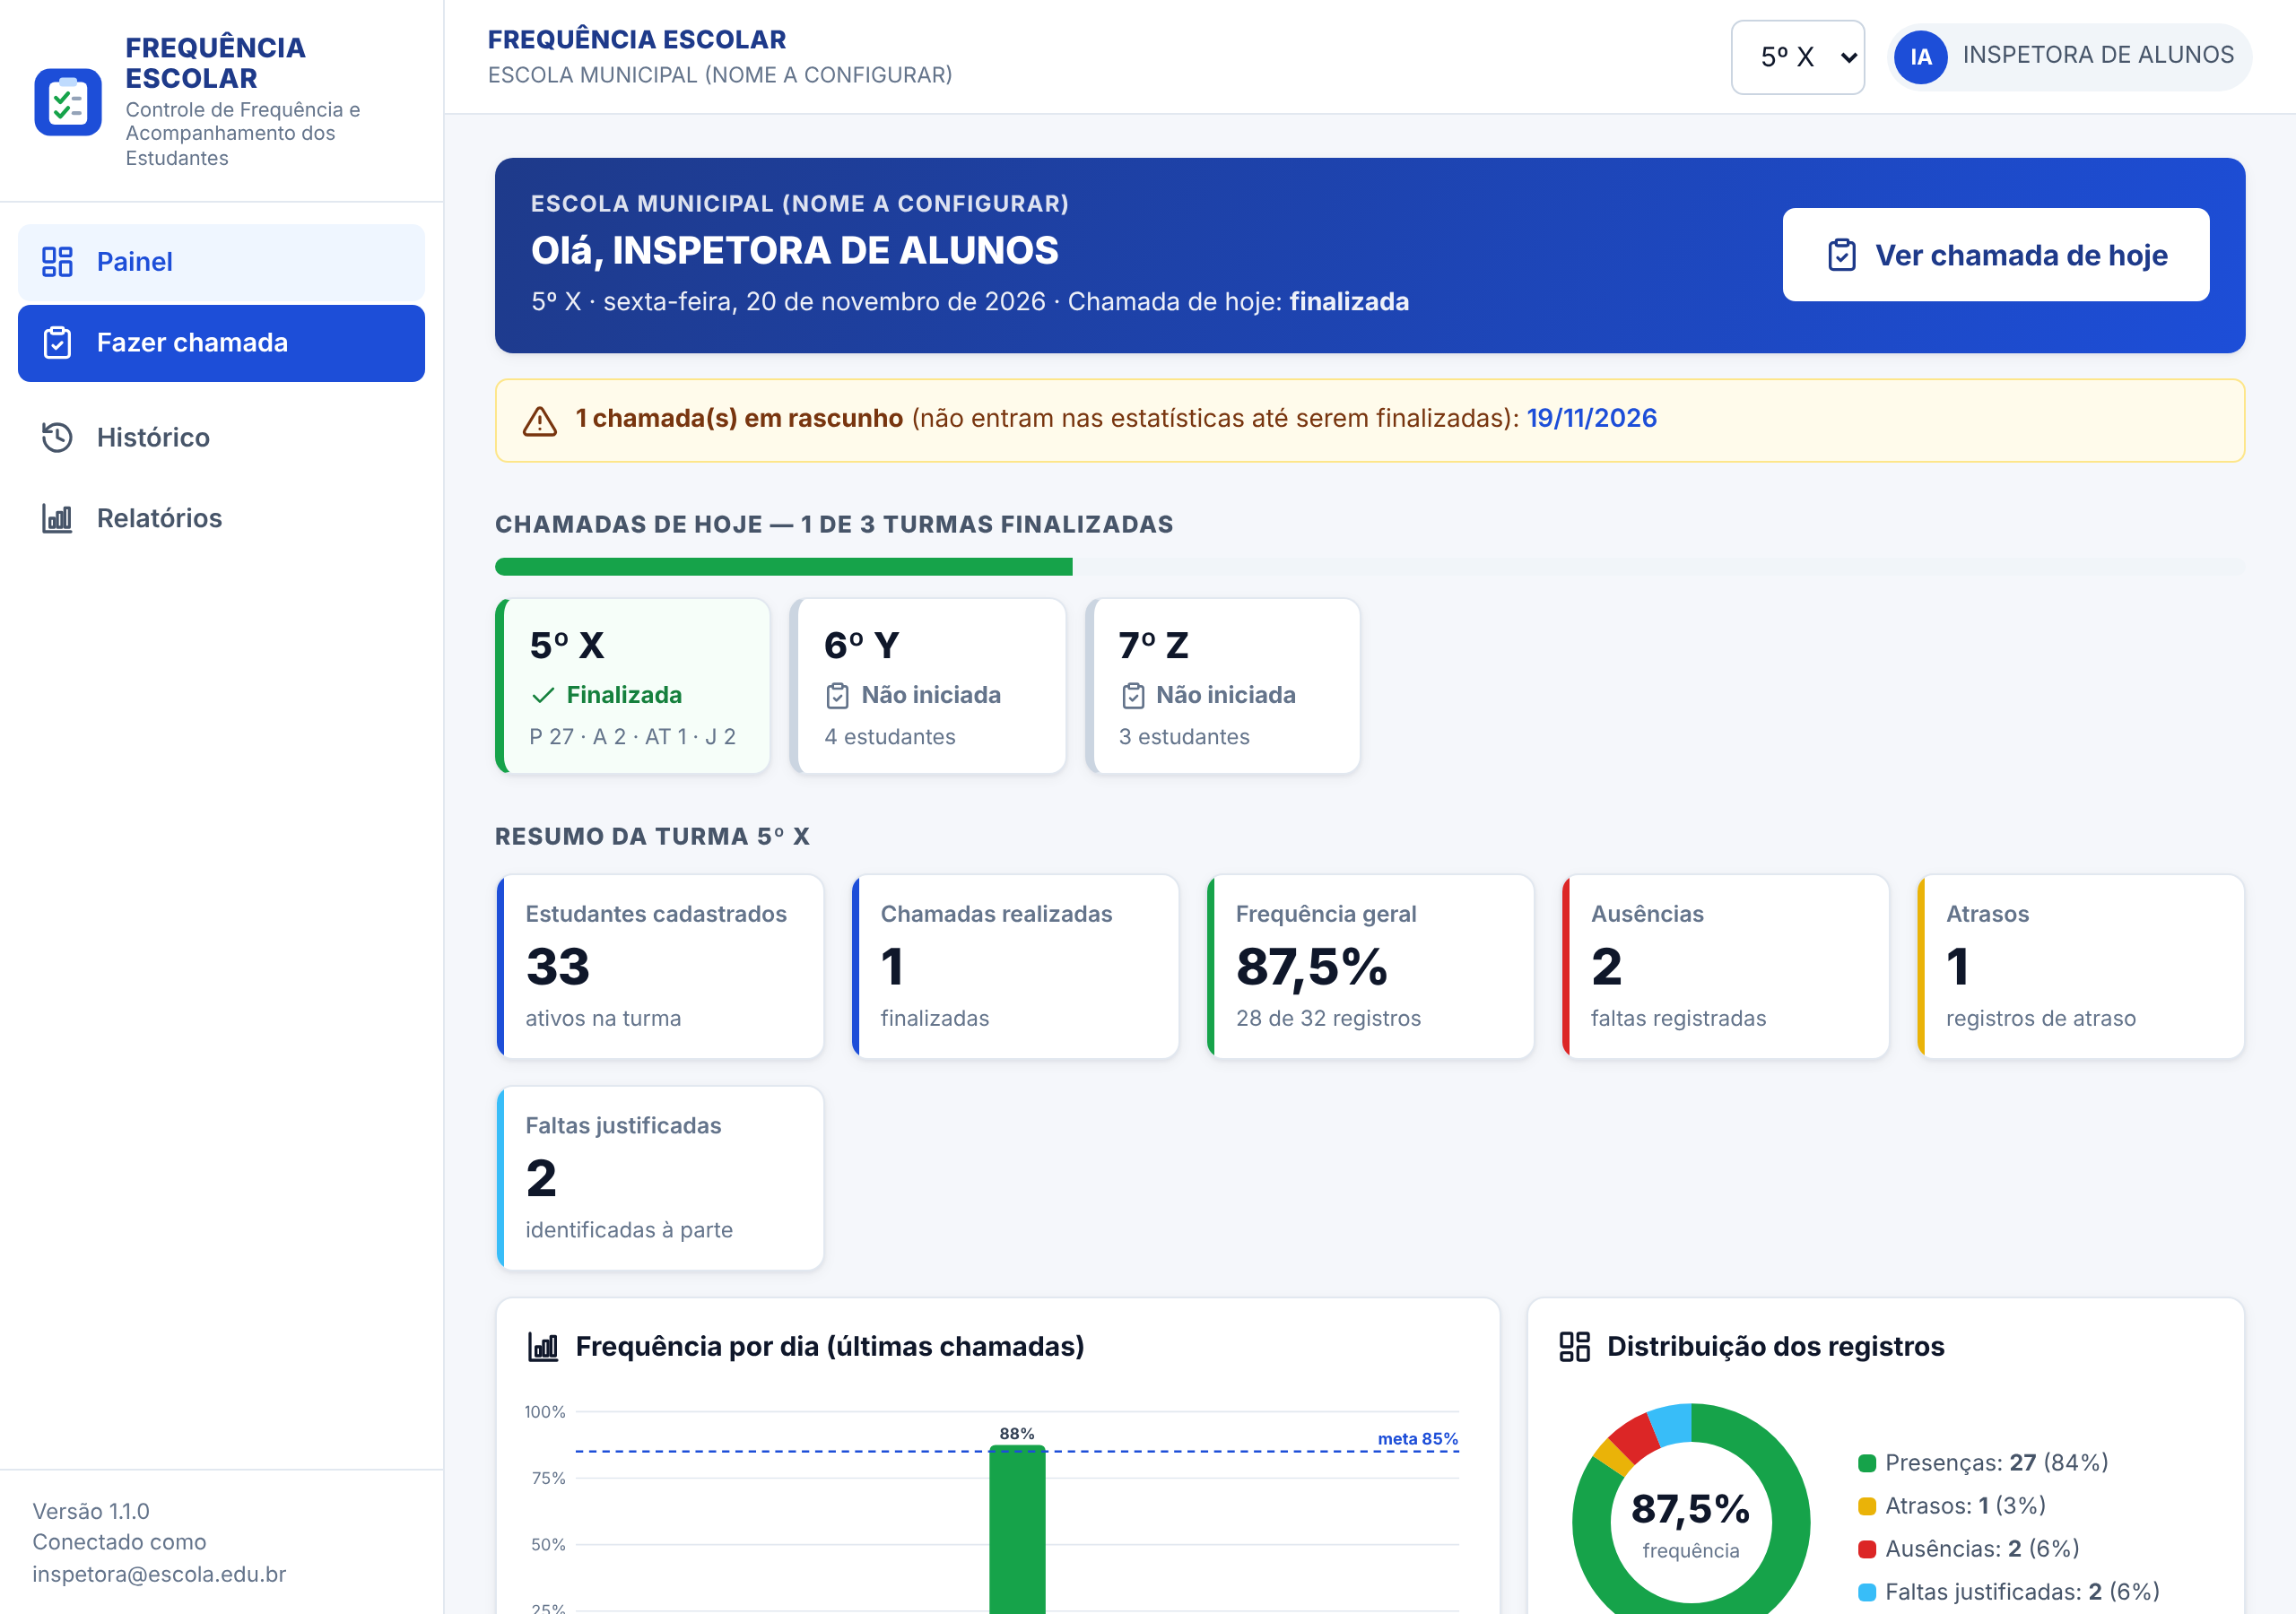 FREQUÊNCIA
ESCOLAR
Controle de Frequência e
Acompanhamento dos
Estudantes
Painel
Fazer chamada
Histórico
Relatórios
Versão 1.1.0
Conectado como
inspetora@escola.edu.br
FREQUÊNCIA ESCOLAR
ESCOLA MUNICIPAL (NOME A CONFIGURAR)
5º X
IA
INSPETORA DE ALUNOS
ESCOLA MUNICIPAL (NOME A CONFIGURAR)
Olá, INSPETORA DE ALUNOS
5º X · sexta-feira, 20 de novembro de 2026 · Chamada de hoje: finalizada
Ver chamada de hoje
1 chamada(s) em rascunho (não entram nas estatísticas até serem finalizadas): 19/11/2026
CHAMADAS DE HOJE — 1 DE 3 TURMAS FINALIZADAS
5º X
Finalizada
P 27 · A 2 · AT 1 · J 2
6º Y
Não iniciada
4 estudantes
7º Z
Não iniciada
3 estudantes
RESUMO DA TURMA 5º X
Estudantes cadastrados
33
ativos na turma
Chamadas realizadas
1
finalizadas
Frequência geral
87,5%
28 de 32 registros
Ausências
2
faltas registradas
Atrasos
1
registros de atraso
Faltas justificadas
2
identificadas à parte
Frequência por dia (últimas chamadas)
100%
88%
meta 85%
75%
50%
25%
Distribuição dos registros
87,5%
frequência
Presenças: 27 (84%)
Atrasos: 1 (3%)
Ausências: 2 (6%)
Faltas justificadas: 2 (6%)